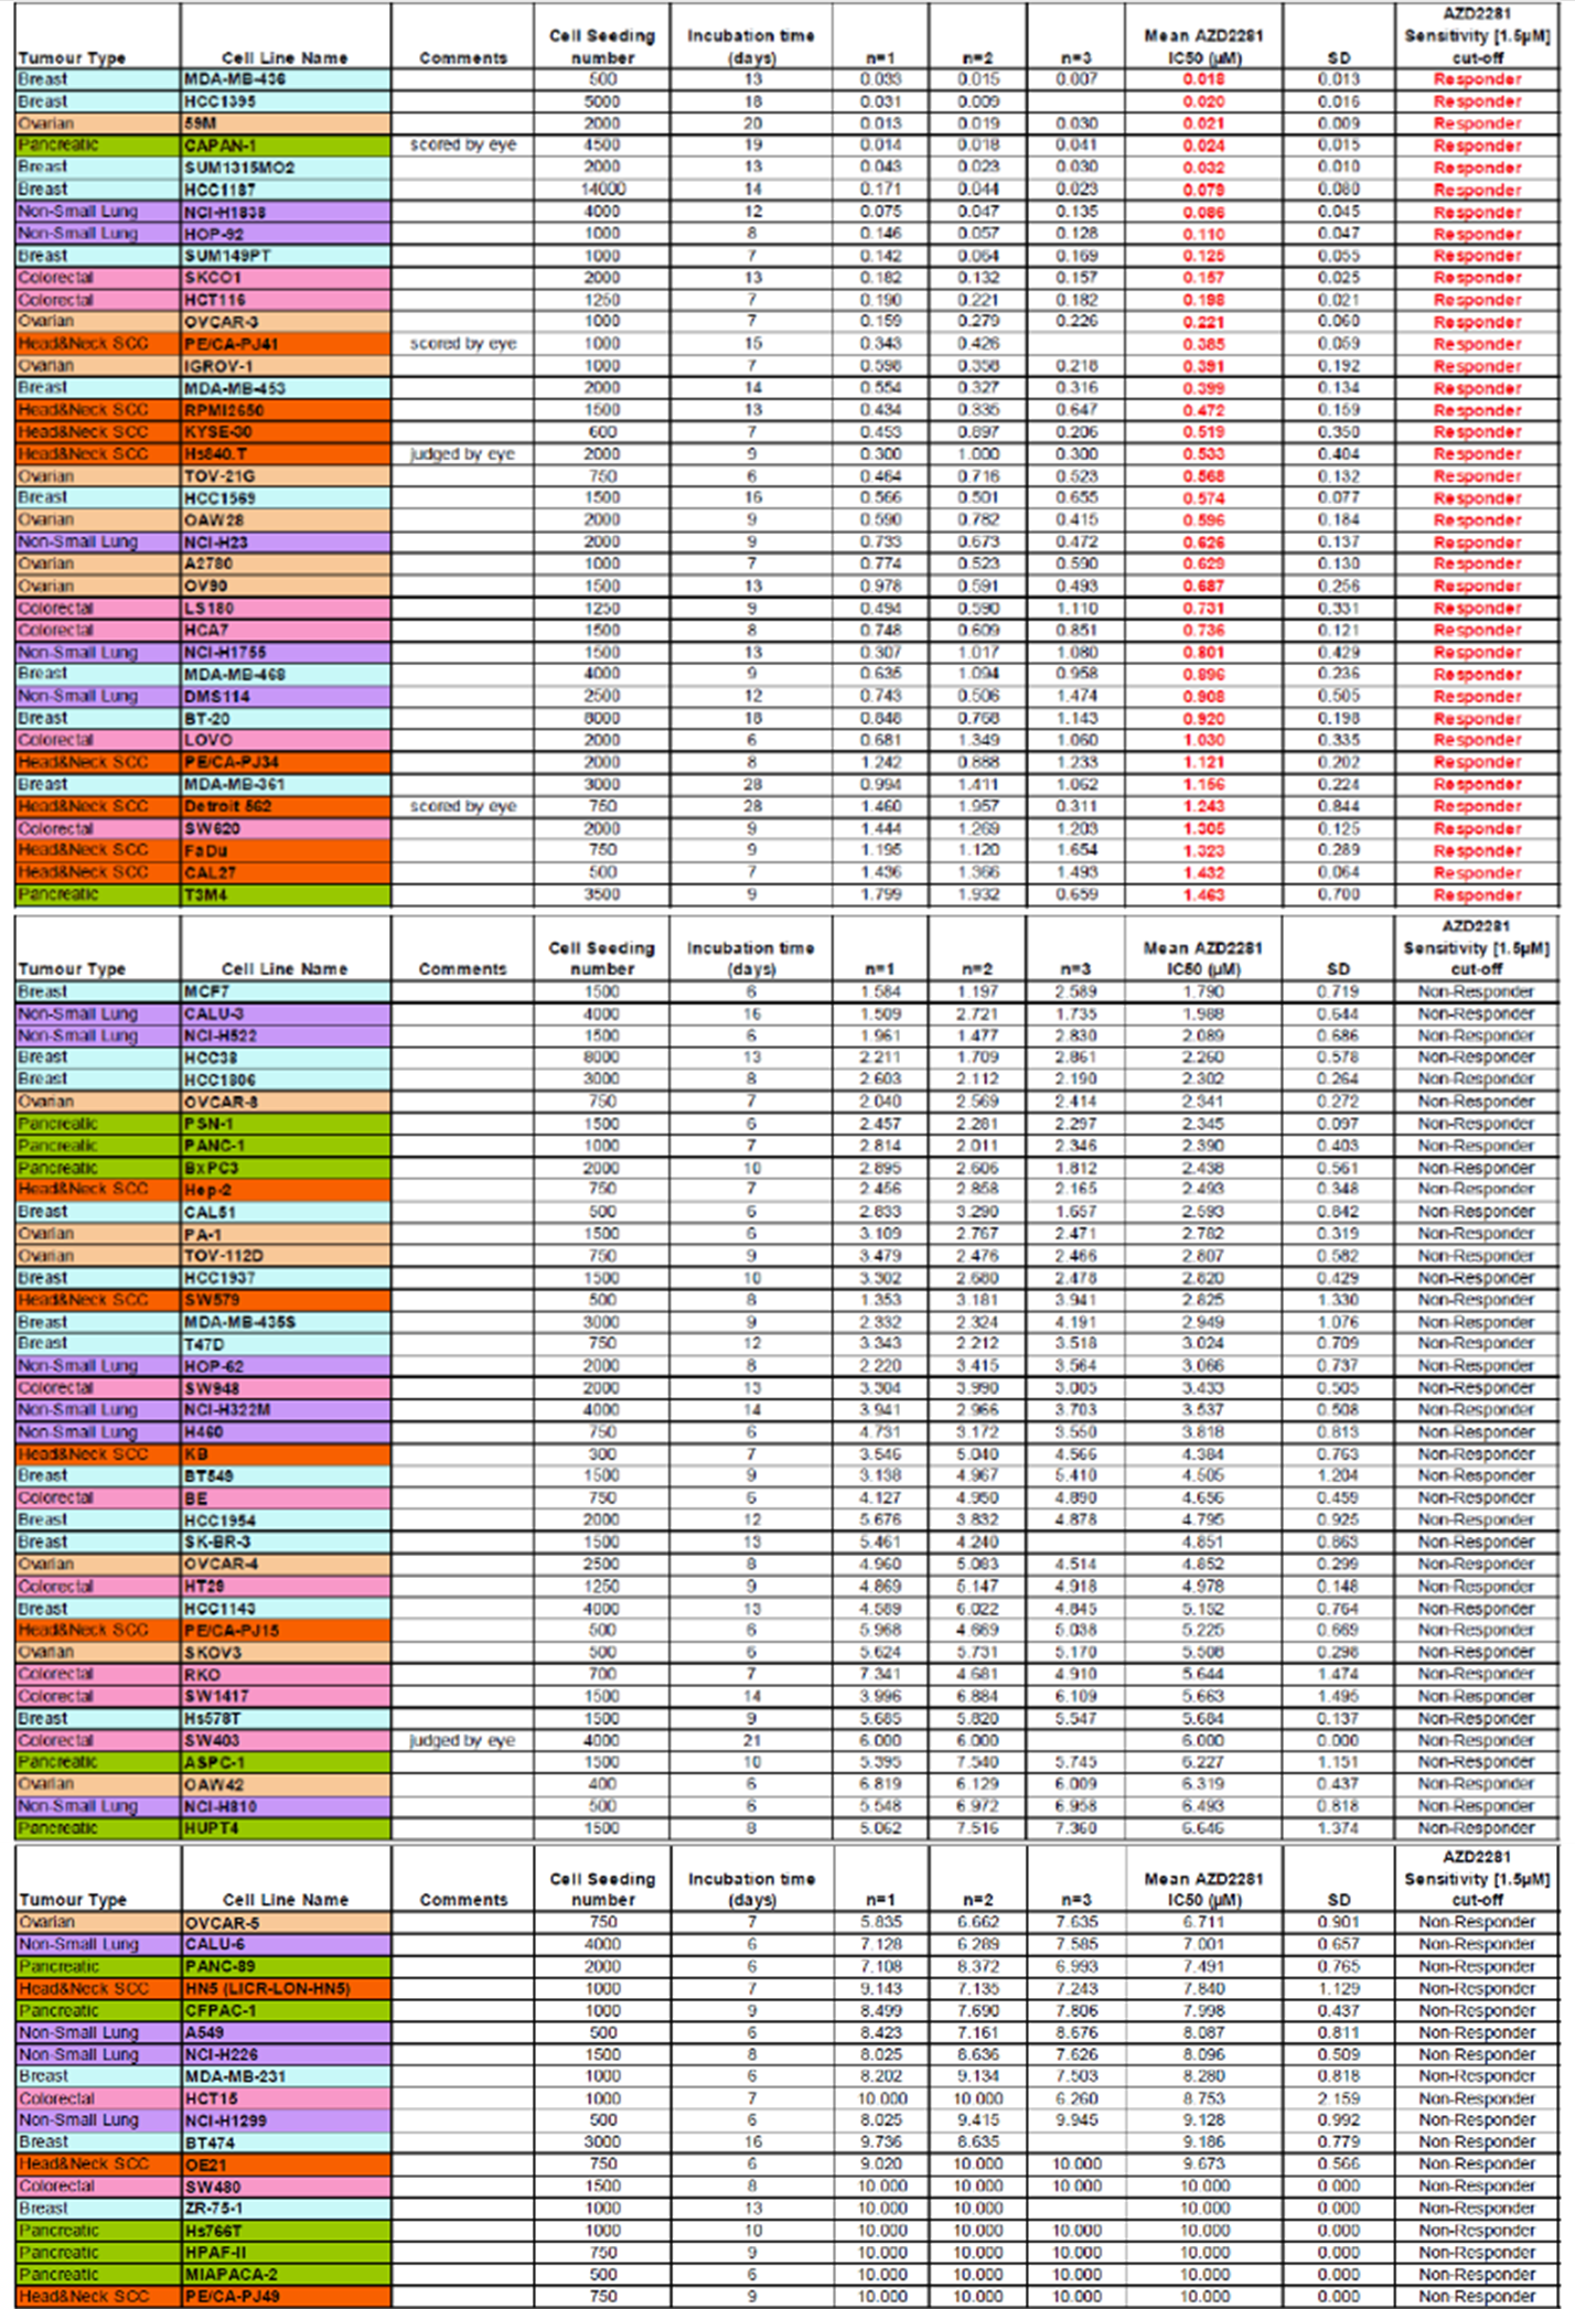 Tumour Type Cell Line Name Comments Cell Seeding number Incubation time (days) n=1 n=2 n=3 Mean AZD2281 IC50 (µM) SD AZD2281 Sensitivity [1.5µM] cut-off
Breast MDA-MB-436 500 13 0.033 0.015 0.007 0.018 0.013 Responder
Breast HCC1395 5000 18 0.031 0.009 0.020 0.016 Responder
Ovarian 59M 2000 20 0.013 0.019 0.030 0.021 0.009 Responder
Pancreatic CAPAN-1 scored by eye 4500 19 0.014 0.018 0.041 0.024 0.015 Responder
Breast SUM1315MO2 2000 13 0.043 0.023 0.030 0.032 0.010 Responder
Breast HCC1187 14000 14 0.171 0.044 0.023 0.079 0.080 Responder
Non-Small Lung NCI-H1838 4000 12 0.075 0.047 0.135 0.086 0.045 Responder
Non-Small Lung HOP-92 1000 8 0.146 0.057 0.128 0.110 0.047 Responder
Breast SUM149PT 1000 7 0.142 0.064 0.169 0.125 0.055 Responder
Colorectal SKCO1 2000 13 0.182 0.132 0.157 0.157 0.025 Responder
Colorectal HCT116 1250 7 0.190 0.221 0.182 0.198 0.021 Responder
Ovarian OVCAR-3 1000 7 0.159 0.279 0.226 0.221 0.060 Responder
Head&Neck SCC PE/CA-PJ41 scored by eye 1000 15 0.343 0.426 0.385 0.059 Responder
Ovarian IGROV-1 1000 7 0.598 0.358 0.218 0.391 0.192 Responder
Breast MDA-MB-453 2000 14 0.554 0.327 0.316 0.399 0.134 Responder
Head&Neck SCC RPMI2650 1500 13 0.434 0.335 0.647 0.472 0.159 Responder
Head&Neck SCC KYSE-30 600 7 0.453 0.897 0.206 0.519 0.350 Responder
Head&Neck SCC Hs840.T judged by eye 2000 9 0.300 1.000 0.300 0.533 0.404 Responder
Ovarian TOV-21G 750 6 0.464 0.716 0.523 0.568 0.132 Responder
Breast HCC1569 1500 16 0.566 0.501 0.655 0.574 0.077 Responder
Ovarian OAW28 2000 9 0.590 0.782 0.415 0.596 0.184 Responder
Non-Small Lung NCI-H23 2000 9 0.733 0.673 0.472 0.626 0.137 Responder
Ovarian A2780 1000 7 0.774 0.523 0.590 0.629 0.130 Responder
Ovarian OV90 1500 13 0.978 0.591 0.493 0.687 0.256 Responder
Colorectal LS180 1250 9 0.494 0.590 1.110 0.731 0.331 Responder
Colorectal HCA7 1500 8 0.748 0.609 0.851 0.736 0.121 Responder
Non-Small Lung NCI-H1755 1500 13 0.307 1.017 1.080 0.801 0.429 Responder
Breast MDA-MB-468 4000 9 0.635 1.094 0.958 0.896 0.236 Responder
Non-Small Lung DMS114 2500 12 0.743 0.506 1.474 0.908 0.505 Responder
Breast BT-20 8000 18 0.848 0.768 1.143 0.920 0.198 Responder
Colorectal LOVO 2000 6 0.681 1.349 1.060 1.030 0.335 Responder
Head&Neck SCC PE/CA-PJ34 2000 8 1.242 0.888 1.233 1.121 0.202 Responder
Breast MDA-MB-361 3000 28 0.994 1.411 1.062 1.156 0.224 Responder
Head&Neck SCC Detroit 562 scored by eye 750 28 1.460 1.957 0.311 1.243 0.844 Responder
Colorectal SW620 2000 9 1.444 1.269 1.203 1.305 0.125 Responder
Head&Neck SCC FaDu 750 9 1.195 1.120 1.654 1.323 0.289 Responder
Head&Neck SCC CAL27 500 7 1.436 1.366 1.493 1.432 0.064 Responder
Pancreatic T3M4 3500 9 1.799 1.932 0.659 1.463 0.700 Responder
Tumour Type Cell Line Name Comments Cell Seeding number Incubation time (days) n=1 n=2 n=3 Mean AZD2281 IC50 (µM) SD AZD2281 Sensitivity [1.5µM] cut-off
Breast MCF7 1500 6 1.584 1.197 2.589 1.790 0.719 Non-Responder
Non-Small Lung CALU-3 4000 16 1.509 2.721 1.735 1.988 0.644 Non-Responder
Non-Small Lung NCI-H522 1500 6 1.961 1.477 2.830 2.089 0.686 Non-Responder
Breast HCC38 8000 13 2.211 1.709 2.861 2.260 0.578 Non-Responder
Breast HCC1806 3000 8 2.603 2.112 2.190 2.302 0.264 Non-Responder
Ovarian OVCAR-8 750 7 2.040 2.569 2.414 2.341 0.272 Non-Responder
Pancreatic PSN-1 1500 6 2.457 2.281 2.297 2.345 0.097 Non-Responder
Pancreatic PANC-1 1000 7 2.814 2.011 2.346 2.390 0.403 Non-Responder
Pancreatic BxPC3 2000 10 2.895 2.606 1.812 2.438 0.561 Non-Responder
Head&Neck SCC Hep-2 750 7 2.456 2.858 2.165 2.493 0.348 Non-Responder
Breast CAL51 500 6 2.833 3.290 1.657 2.593 0.842 Non-Responder
Ovarian PA-1 1500 6 3.109 2.767 2.471 2.782 0.319 Non-Responder
Ovarian TOV-112D 750 9 3.479 2.476 2.466 2.807 0.582 Non-Responder
Breast HCC1937 1500 10 3.302 2.680 2.478 2.820 0.429 Non-Responder
Head&Neck SCC SW579 500 8 1.353 3.181 3.941 2.825 1.330 Non-Responder
Breast MDA-MB-435S 3000 9 2.332 2.324 4.191 2.949 1.076 Non-Responder
Breast T47D 750 12 3.343 2.212 3.518 3.024 0.709 Non-Responder
Non-Small Lung HOP-62 2000 8 2.220 3.415 3.564 3.066 0.737 Non-Responder
Colorectal SW948 2000 13 3.304 3.990 3.005 3.433 0.505 Non-Responder
Non-Small Lung NCI-H322M 4000 14 3.941 2.966 3.703 3.537 0.508 Non-Responder
Non-Small Lung H460 750 6 4.731 3.172 3.550 3.818 0.813 Non-Responder
Head&Neck SCC KB 300 7 3.546 5.040 4.566 4.384 0.763 Non-Responder
Breast BT549 1500 9 3.138 4.967 5.410 4.505 1.204 Non-Responder
Colorectal BE 750 6 4.127 4.950 4.890 4.656 0.459 Non-Responder
Breast HCC1954 2000 12 5.676 3.832 4.878 4.795 0.925 Non-Responder
Breast SK-BR-3 1500 13 5.461 4.240 4.851 0.863 Non-Responder
Ovarian OVCAR-4 2500 8 4.960 5.083 4.514 4.852 0.299 Non-Responder
Colorectal HT29 1250 9 4.869 5.147 4.918 4.978 0.148 Non-Responder
Breast HCC1143 4000 13 4.589 6.022 4.845 5.152 0.764 Non-Responder
Head&Neck SCC PE/CA-PJ15 500 6 5.968 4.669 5.038 5.225 0.669 Non-Responder
Ovarian SKOV3 500 6 5.624 5.731 5.170 5.508 0.298 Non-Responder
Colorectal RKO 700 7 7.341 4.681 4.910 5.644 1.474 Non-Responder
Colorectal SW1417 1500 14 3.996 6.884 6.109 5.663 1.495 Non-Responder
Breast Hs578T 1500 9 5.685 5.820 5.547 5.684 0.137 Non-Responder
Colorectal SW403 judged by eye 4000 21 6.000 6.000 6.000 0.000 Non-Responder
Pancreatic ASPC-1 1500 10 5.395 7.540 5.745 6.227 1.151 Non-Responder
Ovarian OAW42 400 6 6.819 6.129 6.009 6.319 0.437 Non-Responder
Non-Small Lung NCI-H810 500 6 5.548 6.972 6.958 6.493 0.818 Non-Responder
Pancreatic HUPT4 1500 8 5.062 7.516 7.360 6.646 1.374 Non-Responder
Tumour Type Cell Line Name Comments Cell Seeding number Incubation time (days) n=1 n=2 n=3 Mean AZD2281 IC50 (µM) SD AZD2281 Sensitivity [1.5µM] cut-off
Ovarian OVCAR-5 750 7 5.835 6.662 7.635 6.711 0.901 Non-Responder
Non-Small Lung CALU-6 4000 6 7.128 6.289 7.585 7.001 0.657 Non-Responder
Pancreatic PANC-89 2000 6 7.108 8.372 6.993 7.491 0.765 Non-Responder
Head&Neck SCC HN5 (LICR-LON-HN5) 1000 7 9.143 7.135 7.243 7.840 1.129 Non-Responder
Pancreatic CFPAC-1 1000 9 8.499 7.690 7.806 7.998 0.437 Non-Responder
Non-Small Lung A549 500 6 8.423 7.161 8.676 8.087 0.811 Non-Responder
Non-Small Lung NCI-H226 1500 8 8.025 8.636 7.626 8.096 0.509 Non-Responder
Breast MDA-MB-231 1000 6 8.202 9.134 7.503 8.280 0.818 Non-Responder
Colorectal HCT15 1000 7 10.000 10.000 6.260 8.753 2.159 Non-Responder
Non-Small Lung NCI-H1299 500 6 8.025 9.415 9.945 9.128 0.992 Non-Responder
Breast BT474 3000 16 9.736 8.635 9.186 0.779 Non-Responder
Head&Neck SCC OE21 750 6 9.020 10.000 10.000 9.673 0.566 Non-Responder
Colorectal SW480 1500 8 10.000 10.000 10.000 10.000 0.000 Non-Responder
Breast ZR-75-1 1000 13 10.000 10.000 10.000 0.000 Non-Responder
Pancreatic Hs766T 1000 10 10.000 10.000 10.000 10.000 0.000 Non-Responder
Pancreatic HPAF-II 750 9 10.000 10.000 10.000 10.000 0.000 Non-Responder
Pancreatic MIAPACA-2 500 6 10.000 10.000 10.000 10.000 0.000 Non-Responder
Head&Neck SCC PE/CA-PJ49 750 9 10.000 10.000 10.000 10.000 0.000 Non-Responder